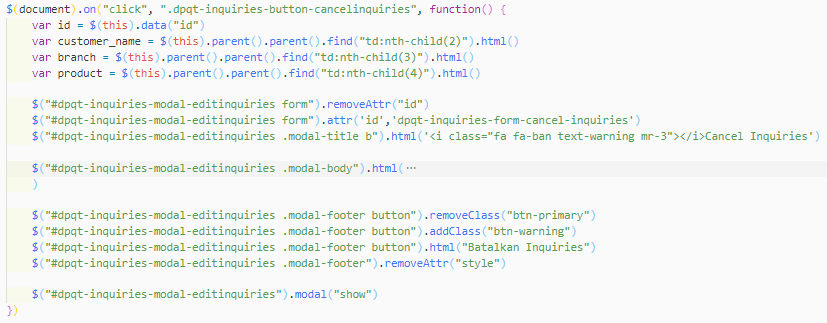 $(document).on("click", ".dpqt-inquiries-button-cancelinquiries", function() {
var id = $(this).data("id")
var customer_name = $(this).parent().parent().find("td:nth-child(2)").html()
var branch = $(this).parent().parent().find("td:nth-child(3)").html()
var product = $(this).parent().parent().find("td:nth-child(4)").html()
$("#dpqt-inquiries-modal-editinquiries form").removeAttr("id")
$("#dpqt-inquiries-modal-editinquiries form").attr('id','dpqt-inquiries-form-cancel-inquiries')
$("#dpqt-inquiries-modal-editinquiries .modal-title b").html('<i class="fa fa-ban text-warning mr-3"></i>Cancel Inquiries')
$("#dpqt-inquiries-modal-editinquiries .modal-body").html(⋯
)
$("#dpqt-inquiries-modal-editinquiries .modal-footer button").removeClass("btn-primary")
$("#dpqt-inquiries-modal-editinquiries .modal-footer button").addClass("btn-warning")
$("#dpqt-inquiries-modal-editinquiries .modal-footer button").html("Batalkan Inquiries")
$("#dpqt-inquiries-modal-editinquiries .modal-footer").removeAttr("style")
$("#dpqt-inquiries-modal-editinquiries").modal("show")
})